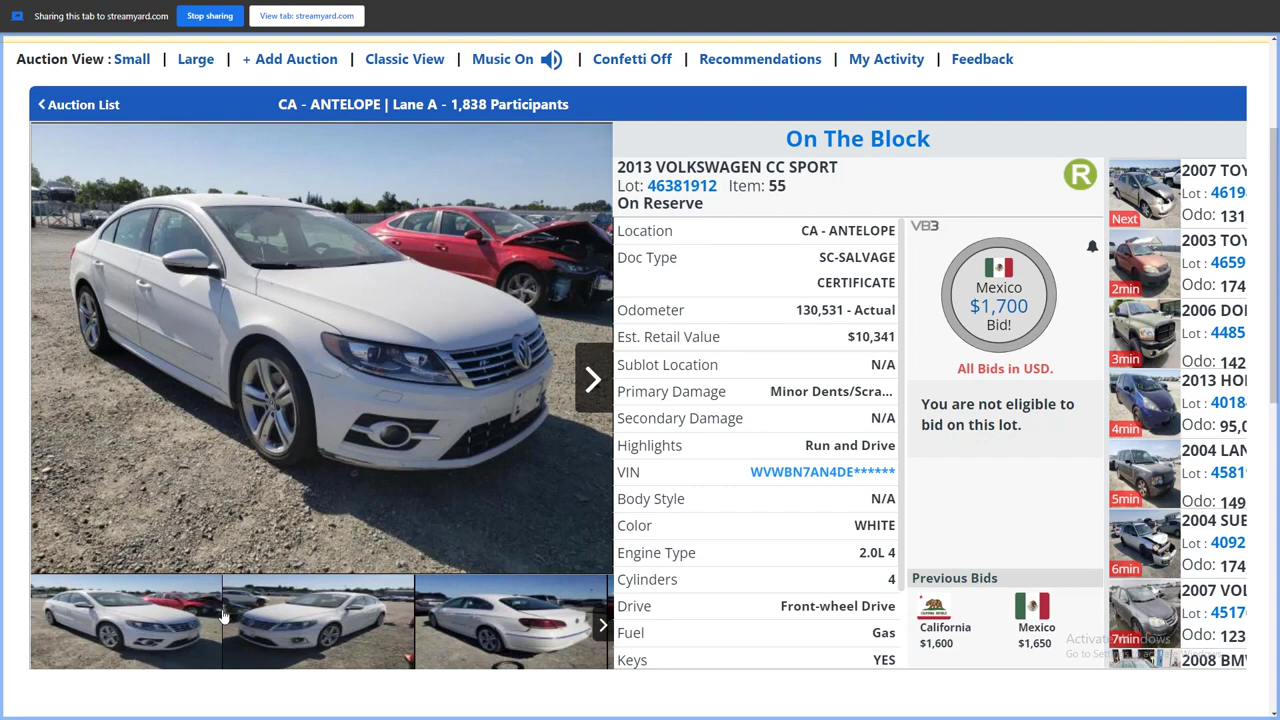 Sharing this tab to streamyard.com Stop sharing View tab: streamyard.com
Auction View : Small | Large | + Add Auction | Classic View | Music On | Confetti Off | Recommendations | My Activity | Feedback
Auction List CA - ANTELOPE | Lane A - 1,838 Participants
On The Block
2013 VOLKSWAGEN CC SPORT
Lot: 46381912 Item: 55
On Reserve
R
Location CA - ANTELOPE
Doc Type SC-SALVAGE
CERTIFICATE
Odometer 130,531 - Actual
Est. Retail Value $10,341
Sublot Location N/A
Primary Damage Minor Dents/Scra...
Secondary Damage N/A
Highlights Run and Drive
VIN WVWBN7AN4DE******
Body Style N/A
Color WHITE
Engine Type 2.0L 4
Cylinders 4
Drive Front-wheel Drive
Fuel Gas
Keys YES
VB3
Mexico
$1,700
Bid!
All Bids in USD.
You are not eligible to
bid on this lot.
Previous Bids
California
$1,600
Mexico
$1,650
2007 TOY
Lot : 4619
Next Odo: 131
2003 TOY
Lot : 4659
2min Odo: 174
2006 DO
Lot : 4485
3min Odo: 142
2013 HO
Lot : 4018
4min Odo: 95,0
2004 LAN
Lot : 4581
5min Odo: 149
2004 SUB
Lot : 4092
6min Odo: 174
2007 VOL
Lot : 4517
7min Odo: 123
2008 BMW
Activate Windows